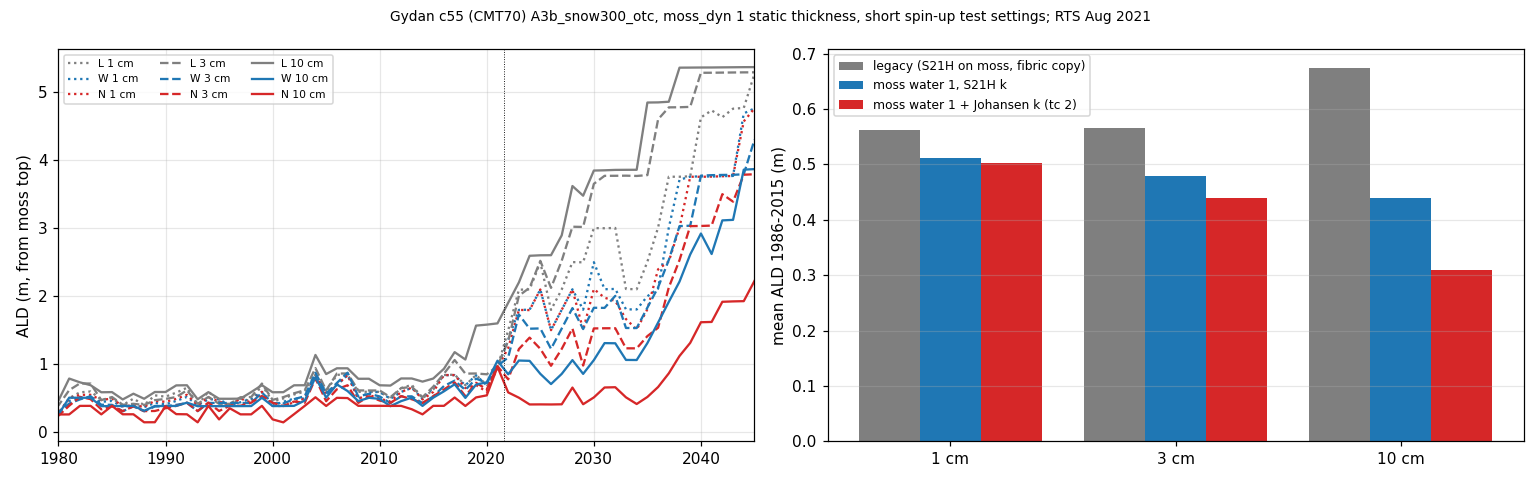 Gydan c55 (CMT70) A3b_snow300_otc, moss_dyn 1 static thickness, short spin-up test settings; RTS Aug 2021
L 1 cm L 3 cm L 10 cm
W 1 cm W 3 cm W 10 cm
N 1 cm N 3 cm N 10 cm
ALD (m, from moss top)
5
4
3
2
1
0
1980 1990 2000 2010 2020 2030 2040
legacy (S21H on moss, fibric copy)
moss water 1, S21H k
moss water 1 + Johansen k (tc 2)
mean ALD 1986-2015 (m)
0.7
0.6
0.5
0.4
0.3
0.2
0.1
0.0
1 cm 3 cm 10 cm